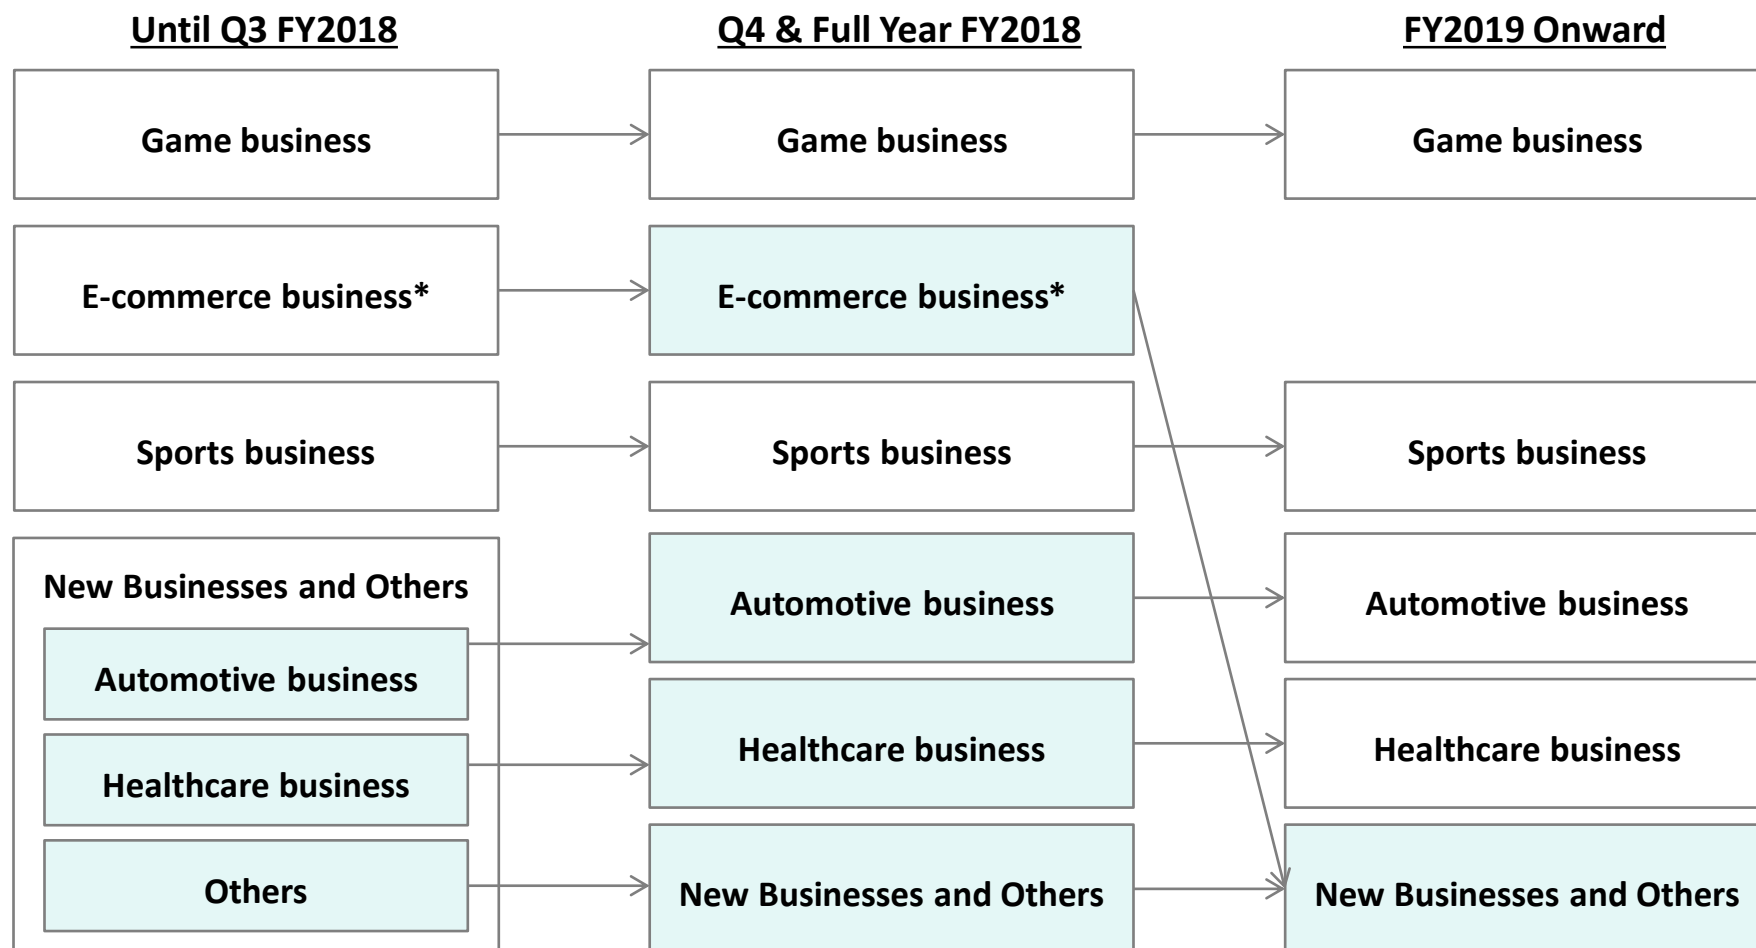 Until Q3 FY2018
Q4 & Full Year FY2018
FY2019 Onward
Game business
Game business
Game business
E-commerce business*
E-commerce business*
Sports business
Sports business
Sports business
New Businesses and Others
Automotive business
Automotive business
Automotive business
Healthcare business
Healthcare business
Healthcare business
Others
New Businesses and Others
New Businesses and Others